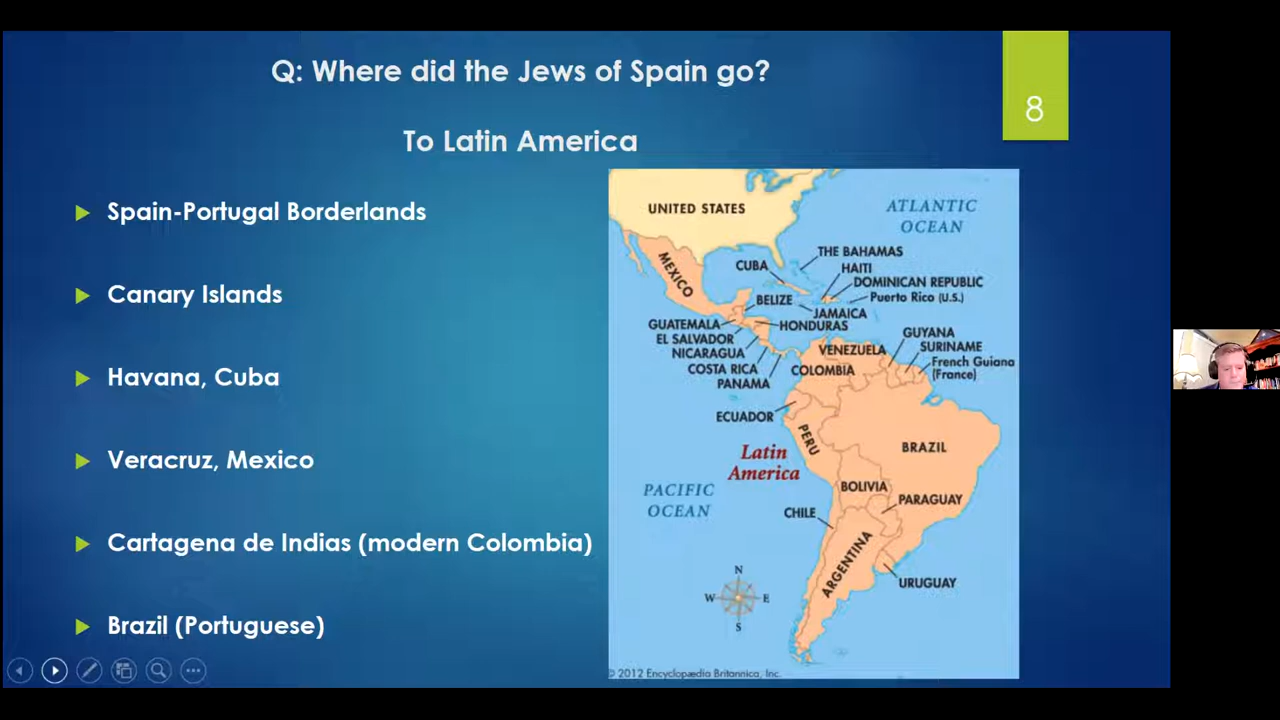 Q: Where did the Jews of Spain go?
8
To Latin America
Spain-Portugal Borderlands
Canary Islands
Havana, Cuba
Veracruz, Mexico
Cartagena de Indias (modern Colombia)
Brazil (Portuguese)
UNITED STATES
ATLANTIC
OCEAN
MEXICO
CUBA
THE BAHAMAS
HAITI
DOMINICAN REPUBLIC
Puerto Rico (U.S.)
BELIZE
JAMAICA
GUATEMALA
HONDURAS
EL SALVADOR
NICARAGUA
COSTA RICA
PANAMA
VENEZUELA
COLOMBIA
GUYANA
SURINAME
French Guiana
(France)
ECUADOR
PERU
BRAZIL
Latin
America
BOLIVIA
PACIFIC
OCEAN
PARAGUAY
CHILE
ARGENTINA
URUGUAY
N
W
E
S
© 2012 Encyclopædia Britannica, Inc.